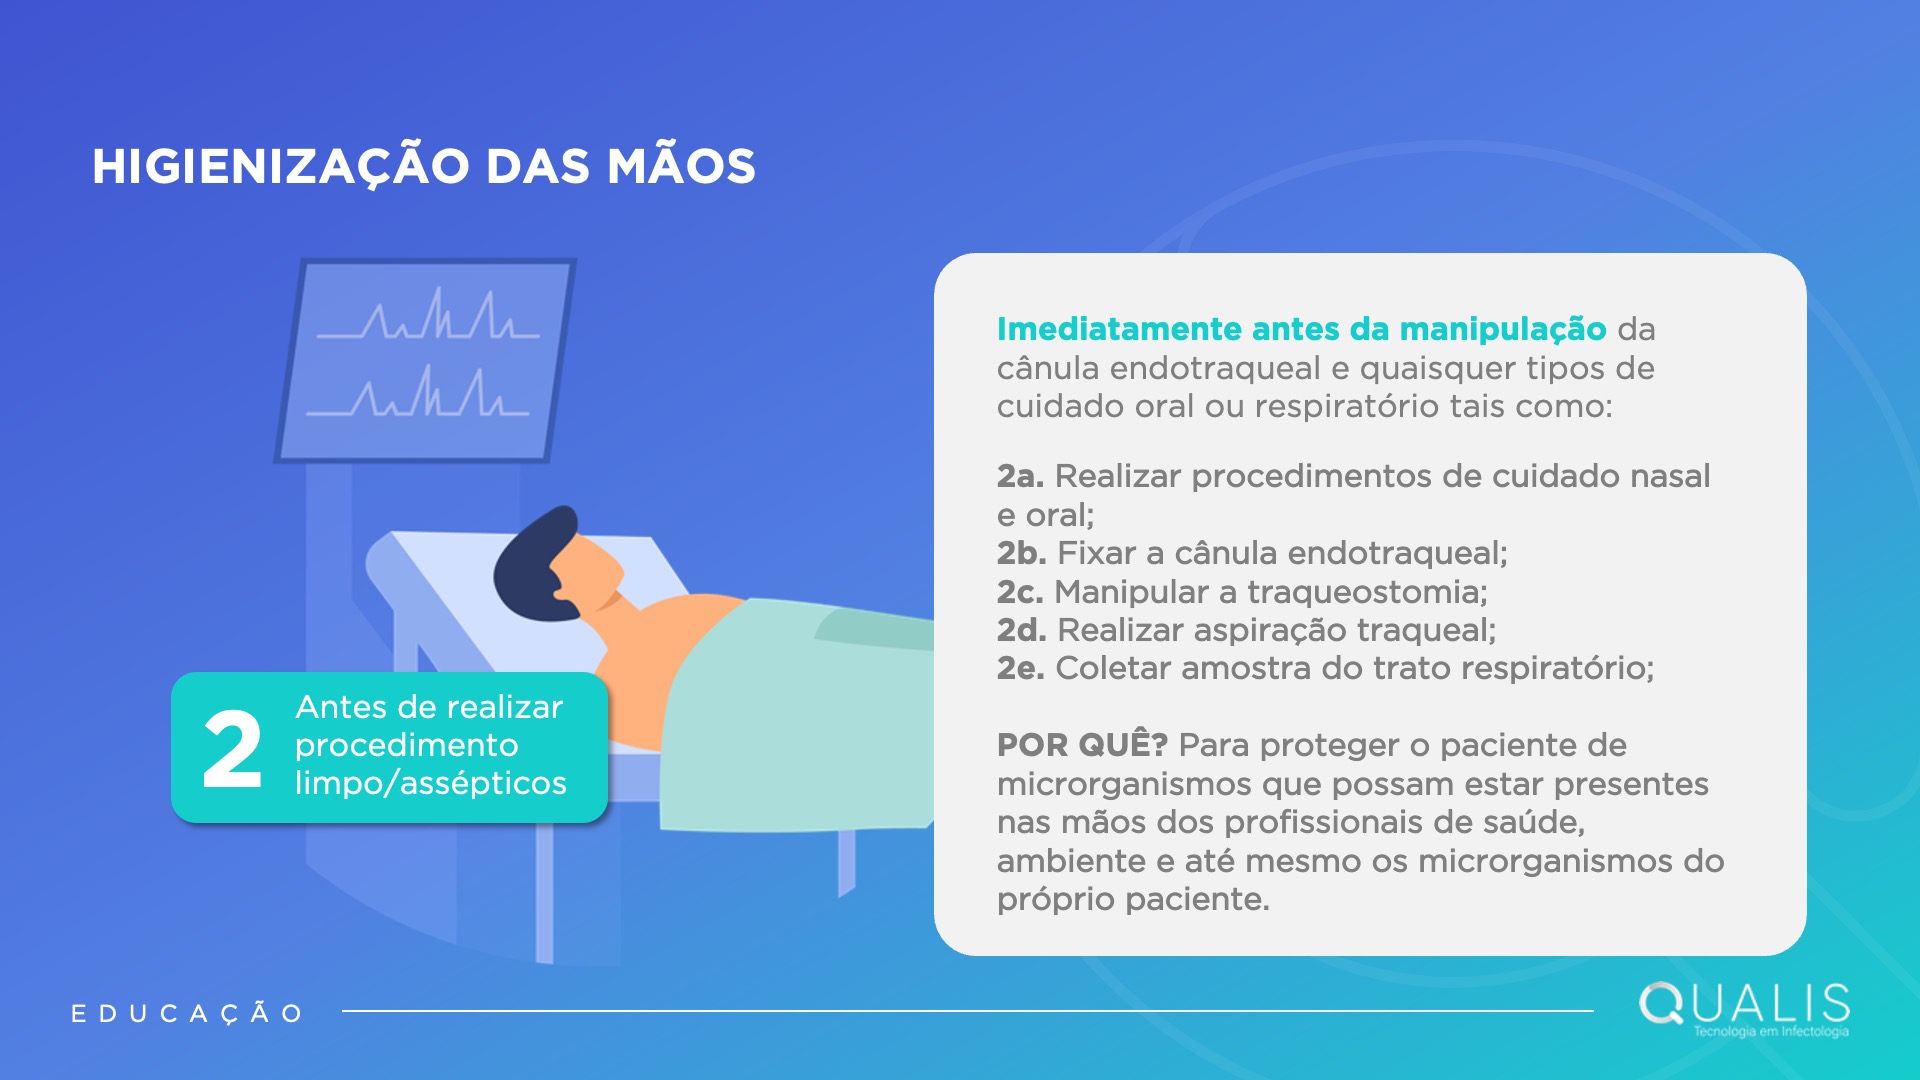 HIGIENIZAÇÃO DAS MÃOS
2
Antes de realizar
procedimento
limpo/assépticos
Imediatamente antes da manipulação da
cânula endotraqueal e quaisquer tipos de
cuidado oral ou respiratório tais como:
2a. Realizar procedimentos de cuidado nasal
e oral;
2b. Fixar a cânula endotraqueal;
2c. Manipular a traqueostomia;
2d. Realizar aspiração traqueal;
2e. Coletar amostra do trato respiratório;
POR QUÊ? Para proteger o paciente de
microrganismos que possam estar presentes
nas mãos dos profissionais de saúde,
ambiente e até mesmo os microrganismos do
próprio paciente.
EDUCAÇÃO
QUALIS
Tecnologia em Infectologia